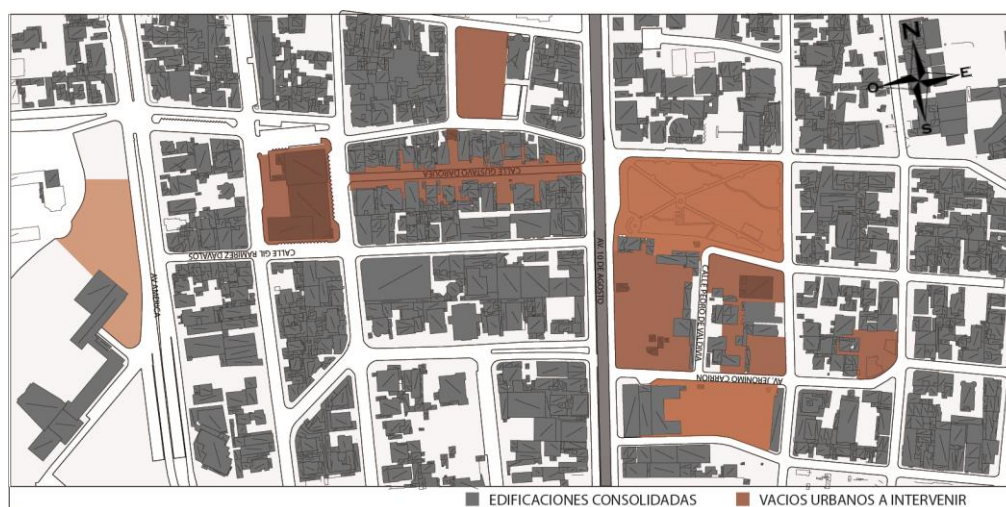 N
O E
S
CALLE GUSTAVO DARQUEA
CALLE GIL RAMIREZ DAVALOS
AV. AMERICA
AV. 10 DE AGOSTO
CALLE PEDRO DE VALDIVIA
AV. JERONIMO CARRION
EDIFICACIONES CONSOLIDADAS VACIOS URBANOS A INTERVENIR